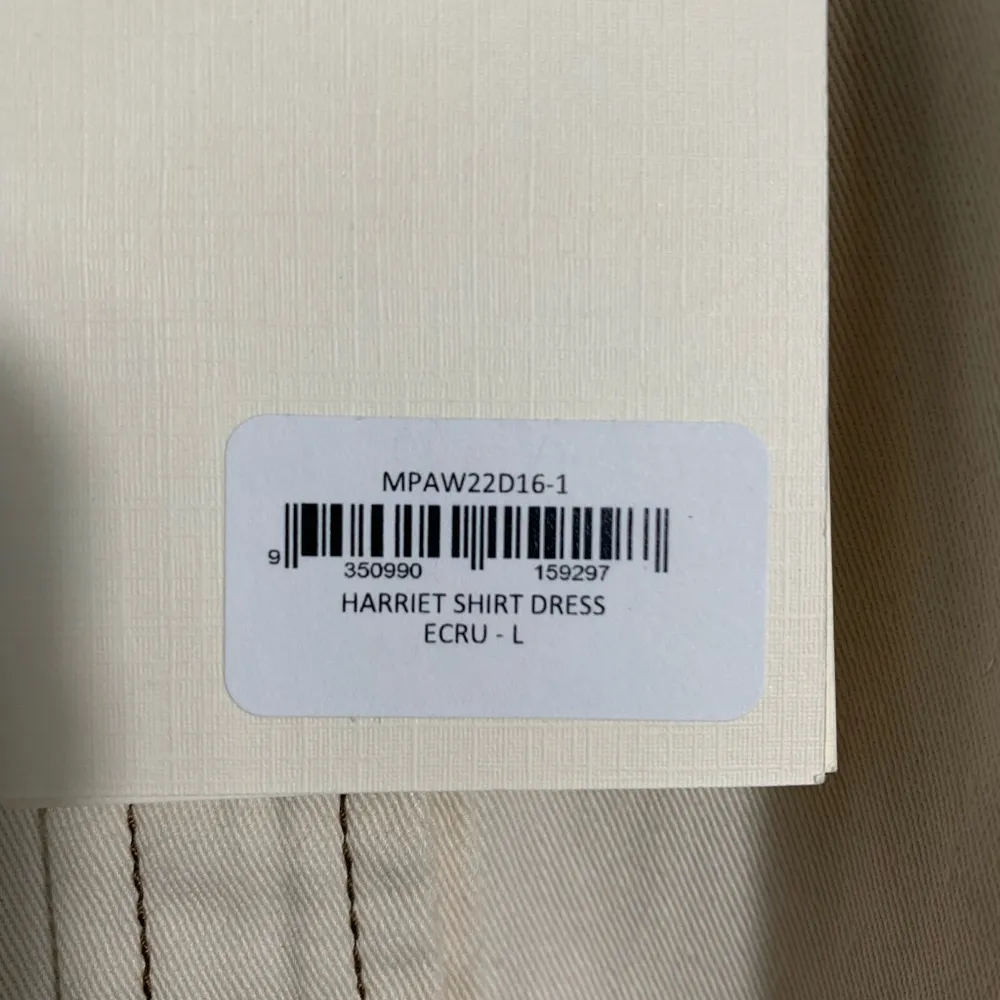 MPAW22D16-1
9 350990 159297
HARRIET SHIRT DRESS
ECRU - L